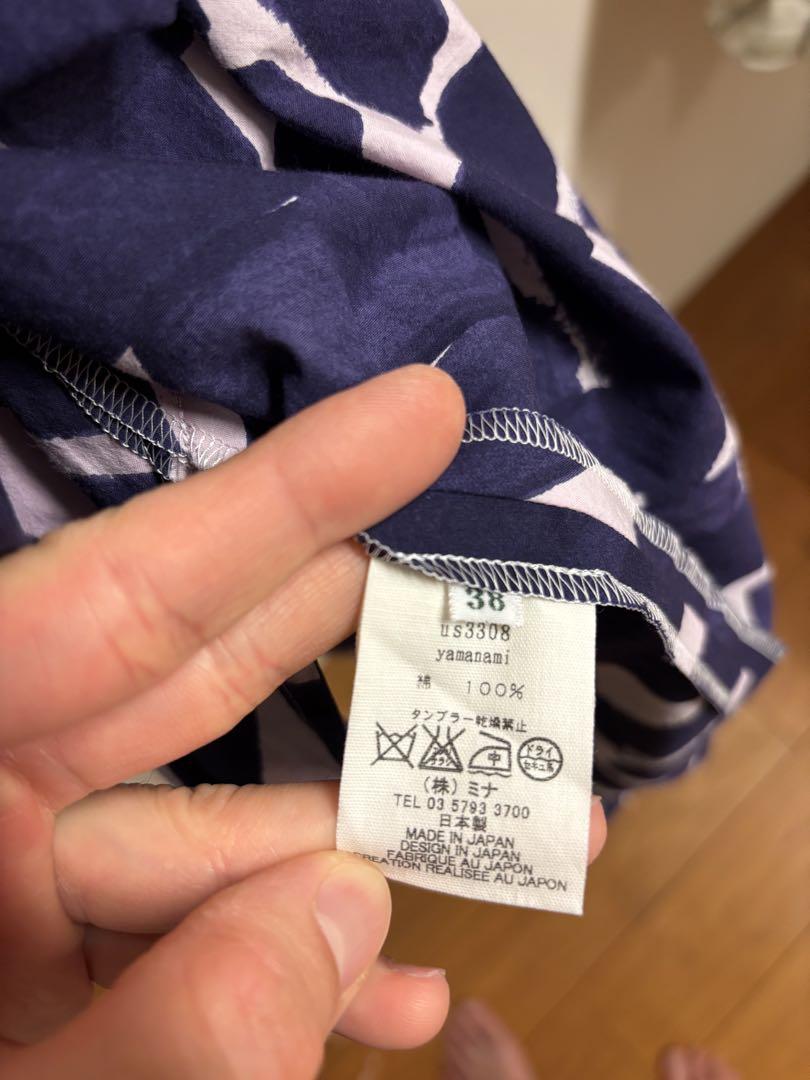 38
us3308
yamanami
綿 100%
タンブラー乾燥禁止
中 ドライ
セキユ系
(株) ミナ
TEL 03 5793 3700
日本製
MADE IN JAPAN
DESIGN IN JAPAN
FABRIQUE AU JAPON
CREATION REALISEE AU JAPON